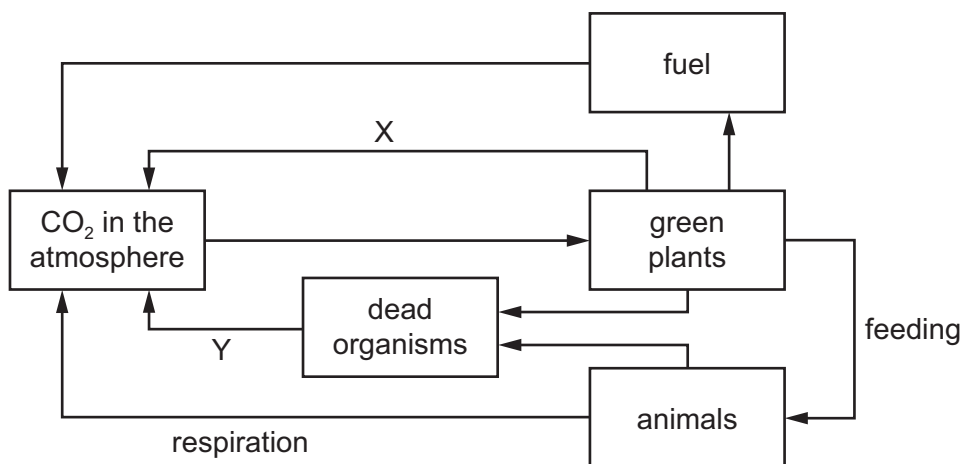 fuel
X
CO₂ in the
atmosphere
green
plants
dead
organisms
feeding
Y
animals
respiration